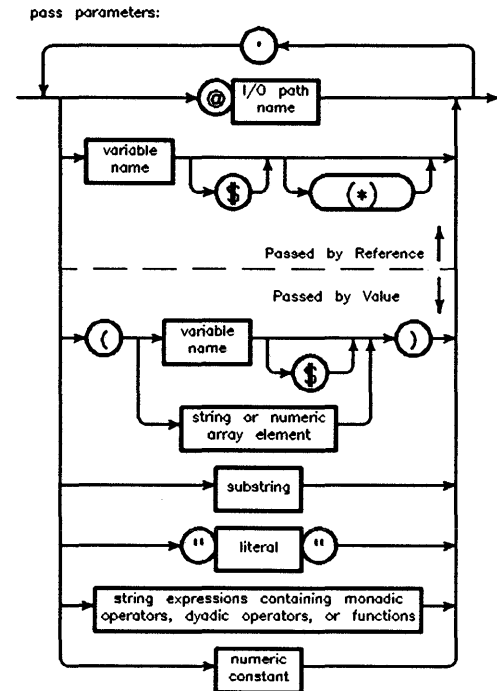 pass parameters:
,
@ I/O path
name
variable
name
$
(*)
Passed by Reference
Passed by Value
(
variable
name
$
)
string or numeric
array element
substring
" literal "
string expressions containing monadic
operators, dyadic operators, or functions
numeric
constant